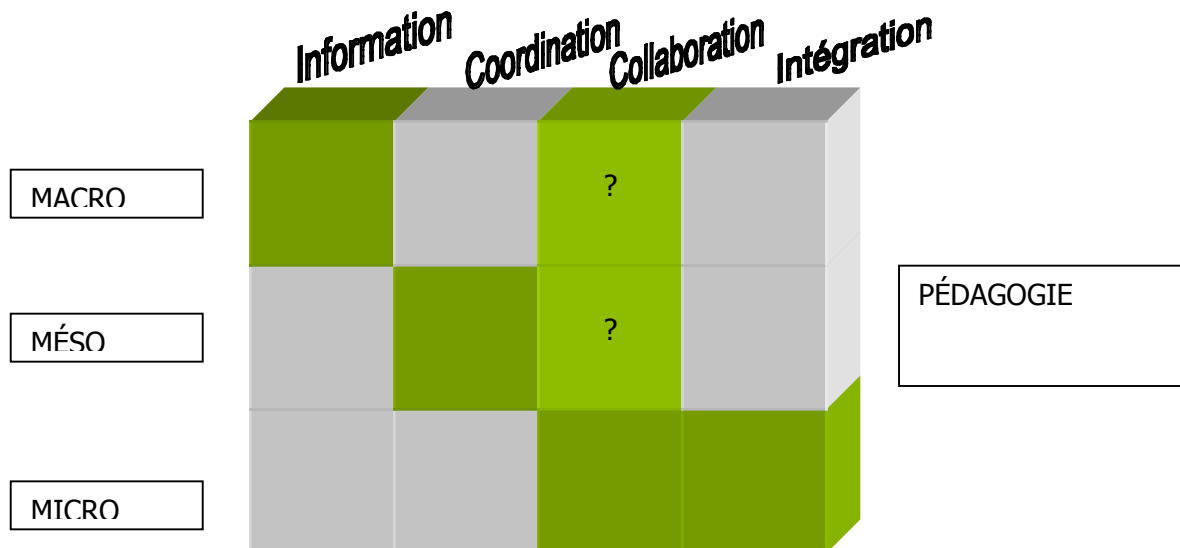 Information
Coordination
Collaboration
Intégration
MACRO
?
MÉSO
?
PÉDAGOGIE
MICRO